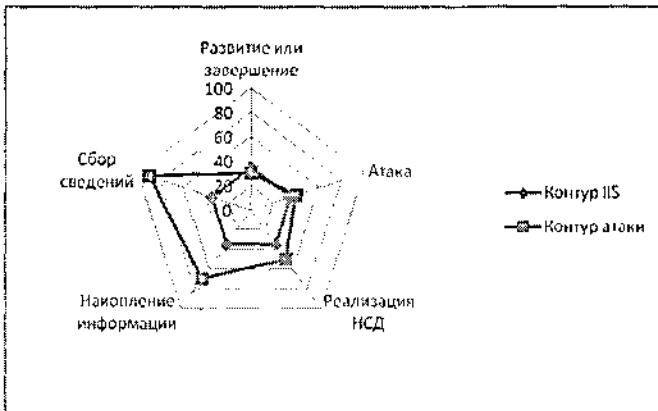 Развитие или
завершение
100
80
60
40
20
0
Сбор
сведений
Атака
Контур IIS
Контур атаки
Накопление
информации
Реализация
НСД